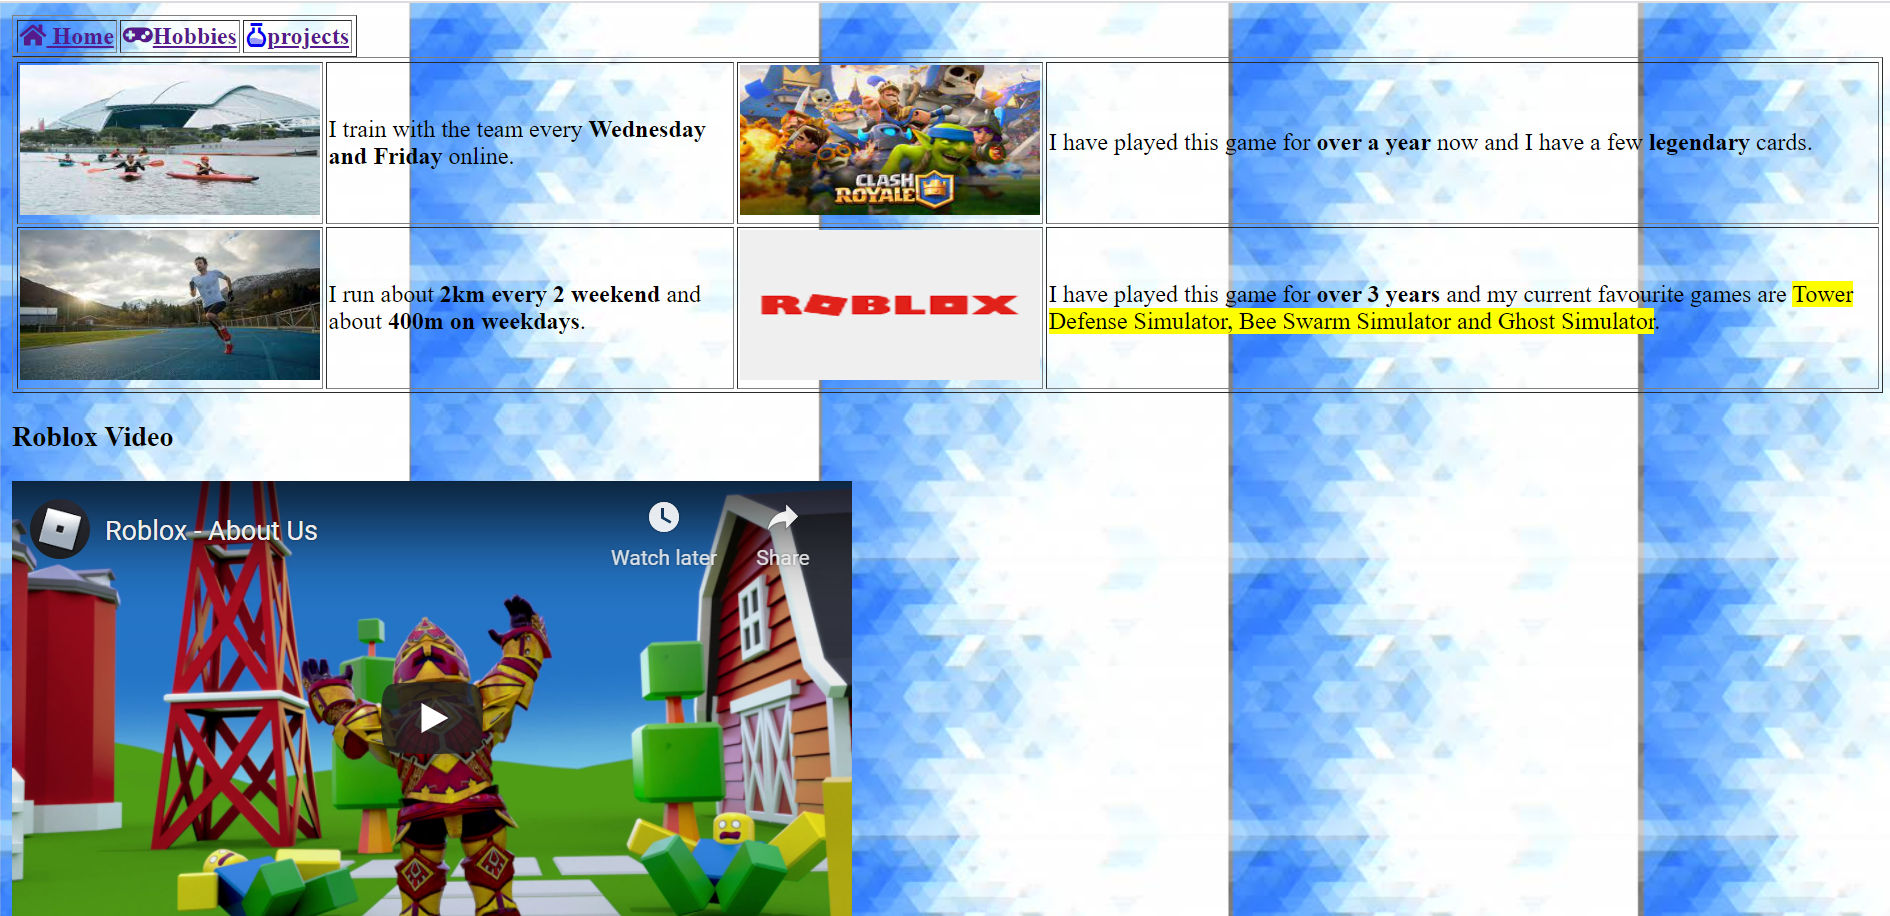 Home Hobbies projects
I train with the team every Wednesday
and Friday online.
CLASH
ROYALE
I have played this game for over a year now and I have a few legendary cards.
I run about 2km every 2 weekend and
about 400m on weekdays.
ROBLOX
I have played this game for over 3 years and my current favourite games are Tower
Defense Simulator, Bee Swarm Simulator and Ghost Simulator.
Roblox Video
Roblox - About Us
Watch later
Share